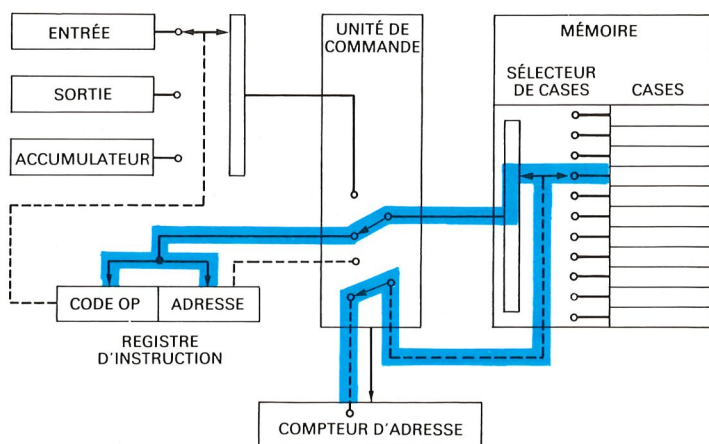 ENTRÉE
SORTIE
ACCUMULATEUR
UNITÉ DE
COMMANDE
MÉMOIRE
SÉLECTEUR
DE CASES
CASES
CODE OP
ADRESSE
REGISTRE
D'INSTRUCTION
COMPTEUR D'ADRESSE